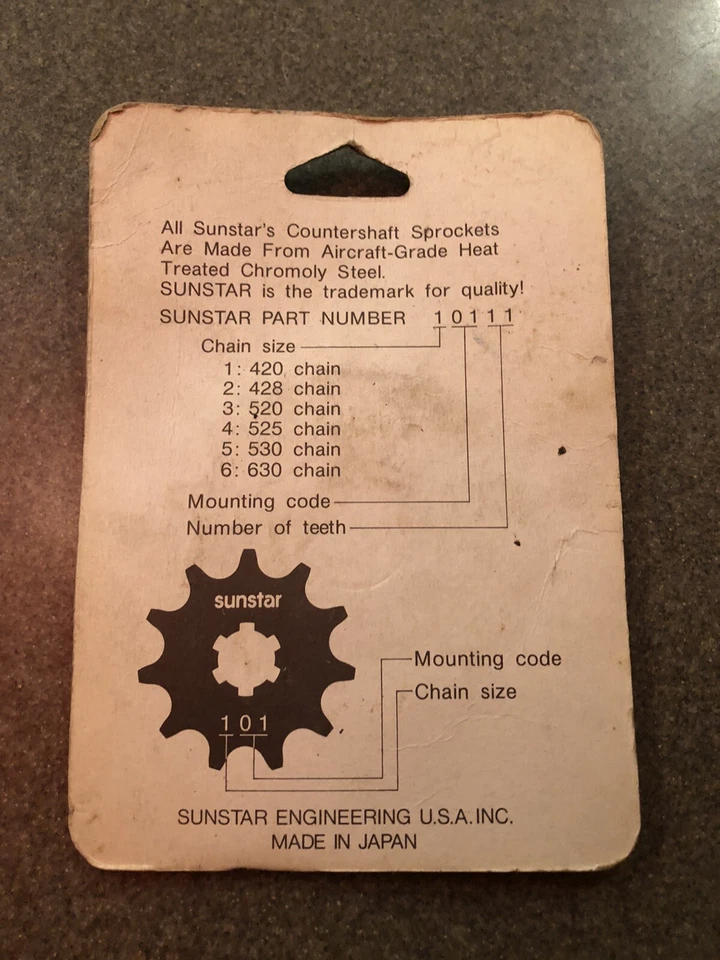 All Sunstar's Countershaft Sprockets
Are Made From Aircraft-Grade Heat
Treated Chromoly Steel.
SUNSTAR is the trademark for quality!
SUNSTAR PART NUMBER 1 0 1 1 1
Chain size
1: 420 chain
2: 428 chain
3: 520 chain
4: 525 chain
5: 530 chain
6: 630 chain
Mounting code
Number of teeth
sunstar
Mounting code
Chain size
1 0 1
SUNSTAR ENGINEERING U.S.A. INC.
MADE IN JAPAN